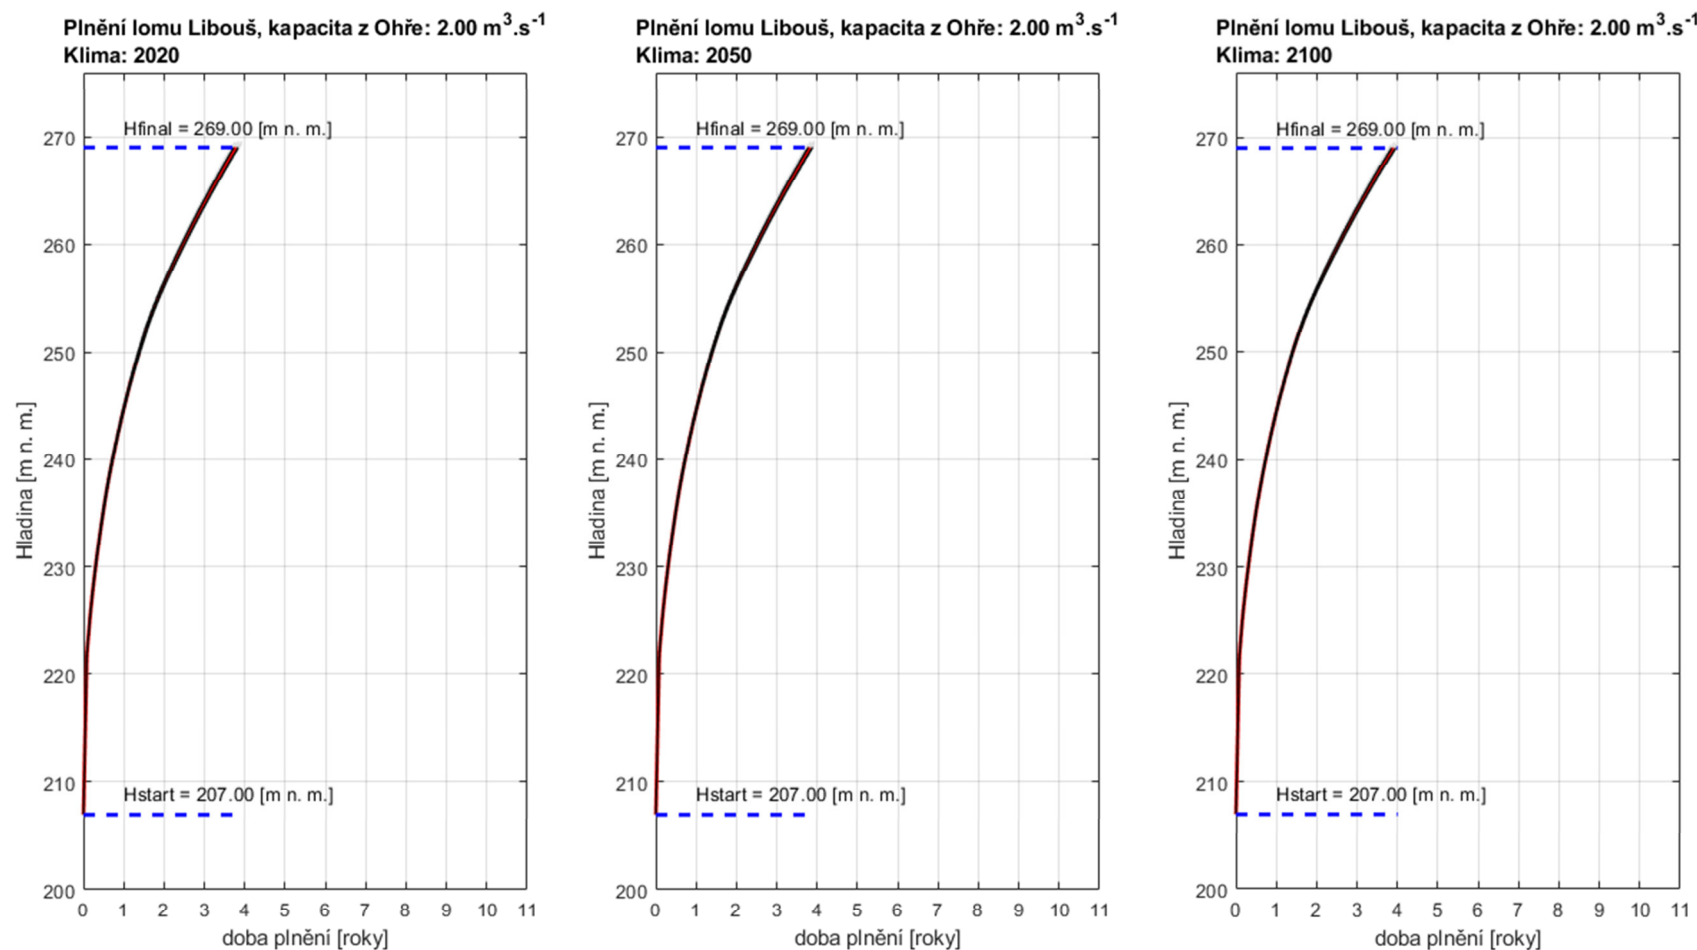 Plnění lomu Libouš, kapacita z Ohře: 2.00 m³.s⁻¹
Klima: 2020
Hfinal = 269.00 [m n. m.]
Hstart = 207.00 [m n. m.]
270
260
250
240
230
220
210
200
Hladina [m n. m.]
0 1 2 3 4 5 6 7 8 9 10 11
doba plnění [roky]
Plnění lomu Libouš, kapacita z Ohře: 2.00 m³.s⁻¹
Klima: 2050
Hfinal = 269.00 [m n. m.]
Hstart = 207.00 [m n. m.]
270
260
250
240
230
220
210
200
Hladina [m n. m.]
0 1 2 3 4 5 6 7 8 9 10 11
doba plnění [roky]
Plnění lomu Libouš, kapacita z Ohře: 2.00 m³.s⁻¹
Klima: 2100
Hfinal = 269.00 [m n. m.]
Hstart = 207.00 [m n. m.]
270
260
250
240
230
220
210
200
Hladina [m n. m.]
0 1 2 3 4 5 6 7 8 9 10 11
doba plnění [roky]